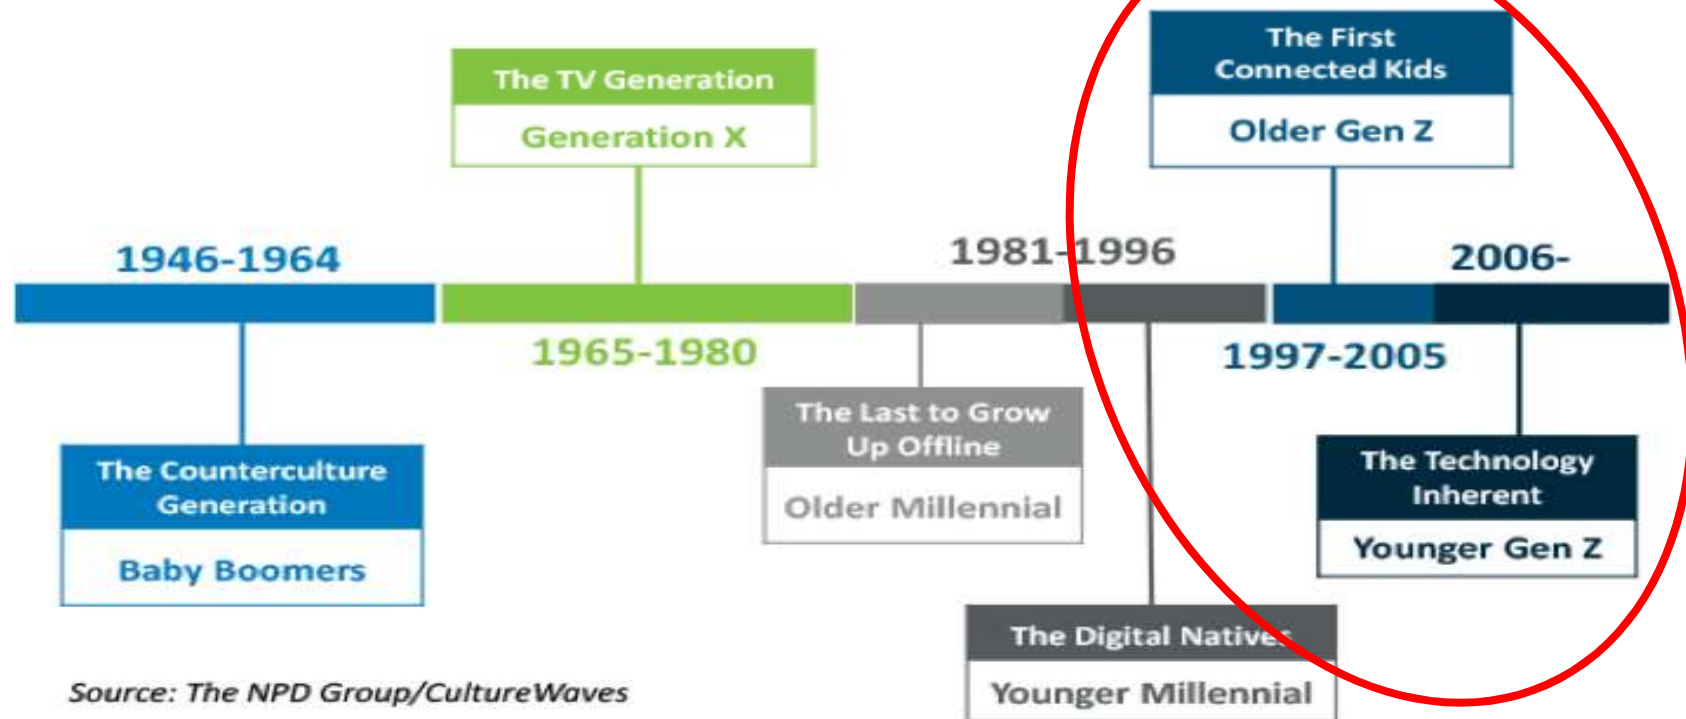 The First
Connected Kids
Older Gen Z
The TV Generation
Generation X
1946-1964
1981-1996
2006-
1965-1980
1997-2005
The Last to Grow
Up Offline
Older Millennial
The Counterculture
Generation
Baby Boomers
The Technology
Inherent
Younger Gen Z
The Digital Natives
Younger Millennial
Source: The NPD Group/CultureWaves